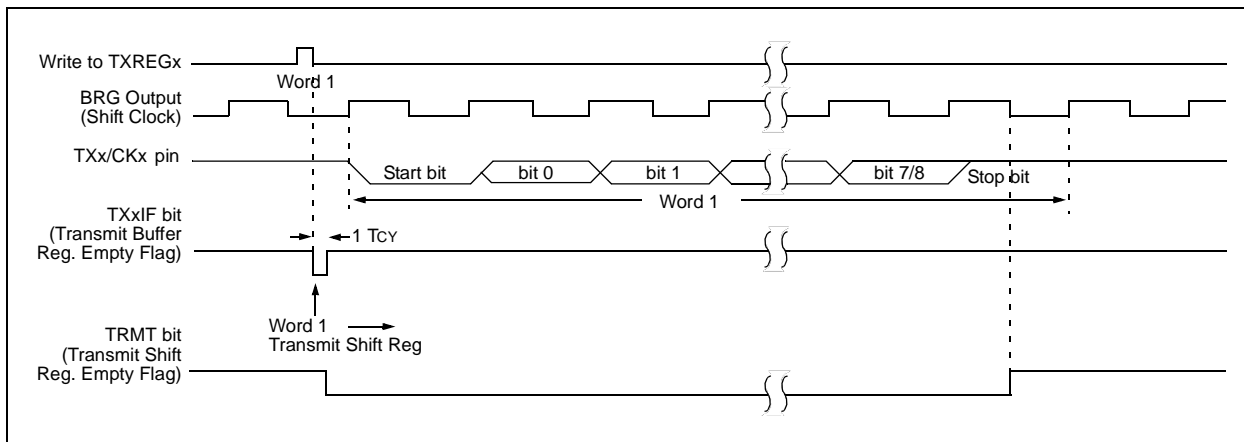 Write to TXREGx
Word 1
BRG Output
(Shift Clock)
TXx/CKx pin
Start bit
bit 0
bit 1
bit 7/8
Stop bit
Word 1
TXxIF bit
(Transmit Buffer
Reg. Empty Flag)
1 TCY
Word 1
Transmit Shift Reg
TRMT bit
(Transmit Shift
Reg. Empty Flag)